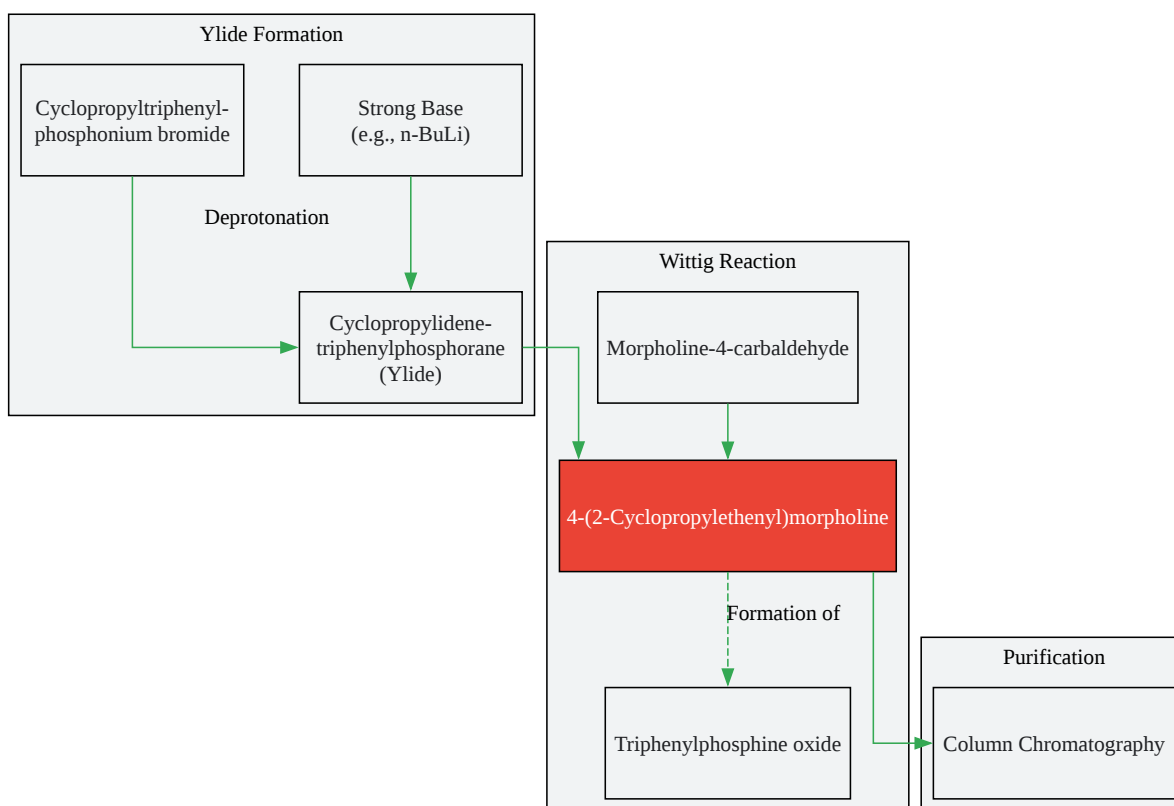 Ylide Formation
Cyclopropyltriphenyl-
phosphonium bromide
Strong Base
(e.g., n-BuLi)
Deprotonation
Cyclopropylidene-
triphenylphosphorane
(Ylide)
Wittig Reaction
Morpholine-4-carbaldehyde
4-(2-Cyclopropylethenyl)morpholine
Formation of
Triphenylphosphine oxide
Purification
Column Chromatography